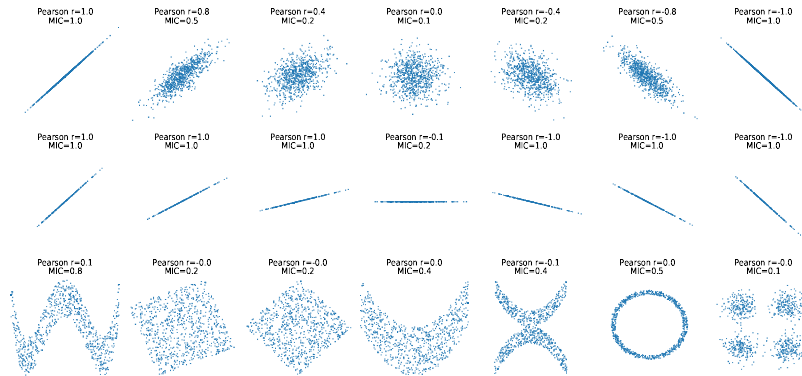 Pearson r=1.0
MIC=1.0
Pearson r=0.8
MIC=0.5
Pearson r=0.4
MIC=0.2
Pearson r=0.0
MIC=0.1
Pearson r=-0.4
MIC=0.2
Pearson r=-0.8
MIC=0.5
Pearson r=-1.0
MIC=1.0
Pearson r=1.0
MIC=1.0
Pearson r=1.0
MIC=1.0
Pearson r=1.0
MIC=1.0
Pearson r=-0.1
MIC=0.2
Pearson r=-1.0
MIC=1.0
Pearson r=-1.0
MIC=1.0
Pearson r=-1.0
MIC=1.0
Pearson r=0.1
MIC=0.8
Pearson r=-0.0
MIC=0.2
Pearson r=-0.0
MIC=0.2
Pearson r=0.0
MIC=0.4
Pearson r=-0.1
MIC=0.4
Pearson r=0.0
MIC=0.5
Pearson r=-0.0
MIC=0.1